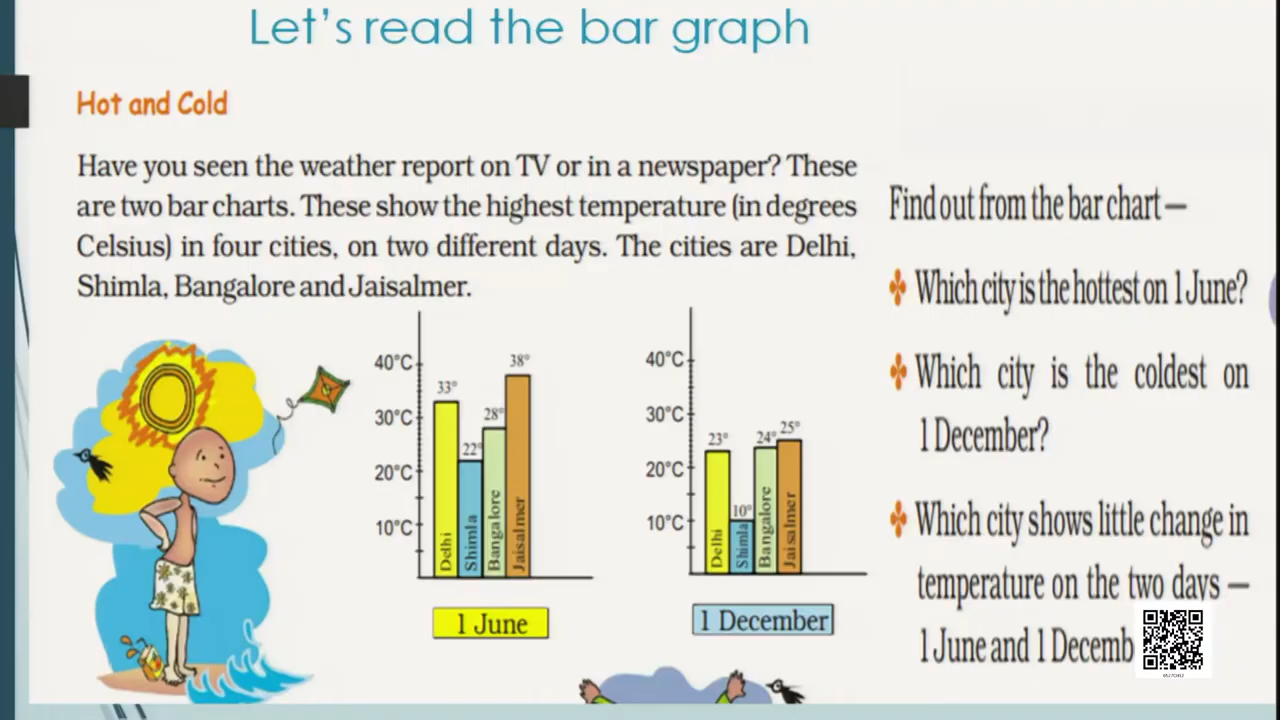 Let's read the bar graph
Hot and Cold
Have you seen the weather report on TV or in a newspaper? These
are two bar charts. These show the highest temperature (in degrees
Celsius) in four cities, on two different days. The cities are Delhi,
Shimla, Bangalore and Jaisalmer.
40°C
30°C
20°C
10°C
33°
22°
28°
38°
Delhi
Shimla
Bangalore
Jaisalmer
1 June
40°C
30°C
20°C
10°C
23°
10°
24°
25°
Delhi
Shimla
Bangalore
Jaisalmer
1 December
Find out from the bar chart —
Which city is the hottest on 1 June?
Which city is the coldest on
1 December?
Which city shows little change in
temperature on the two days —
1 June and 1 Decemb